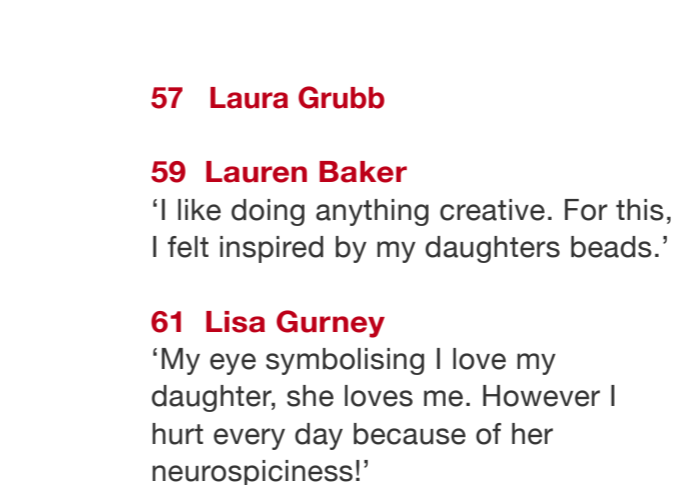 57 Laura Grubb
59 Lauren Baker
‘I like doing anything creative. For this,
I felt inspired by my daughters beads.’
61 Lisa Gurney
‘My eye symbolising I love my
daughter, she loves me. However I
hurt every day because of her
neurospiciness!’